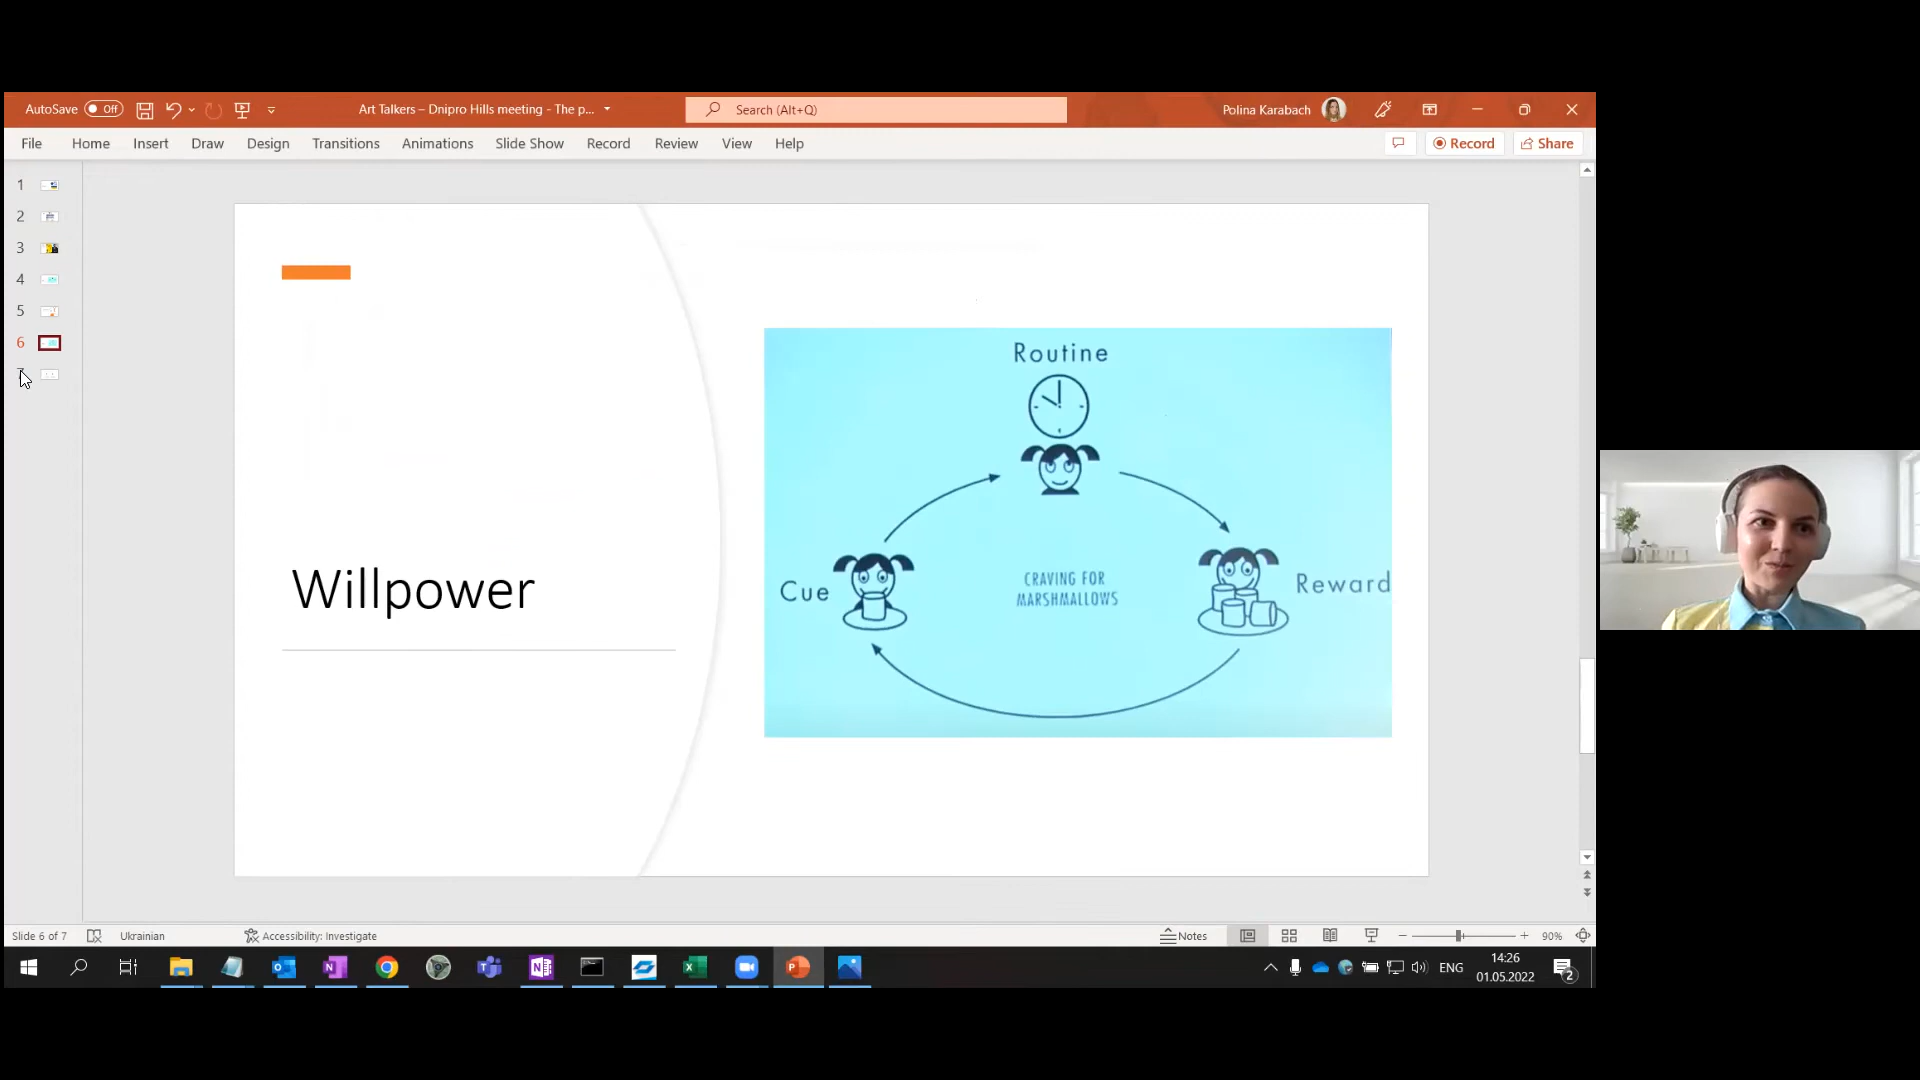 AutoSave Off
Art Talkers – Dnipro Hills meeting - The p...
Search (Alt+Q)
Polina Karabach
File Home Insert Draw Design Transitions Animations Slide Show Record Review View Help
Record
Share
1
2
3
4
5
6
Willpower
Routine
Cue
CRAVING FOR
MARSHMALLOWS
Reward
Slide 6 of 7
Ukrainian
Accessibility: Investigate
Notes
90%
ENG
14:26
01.05.2022
2